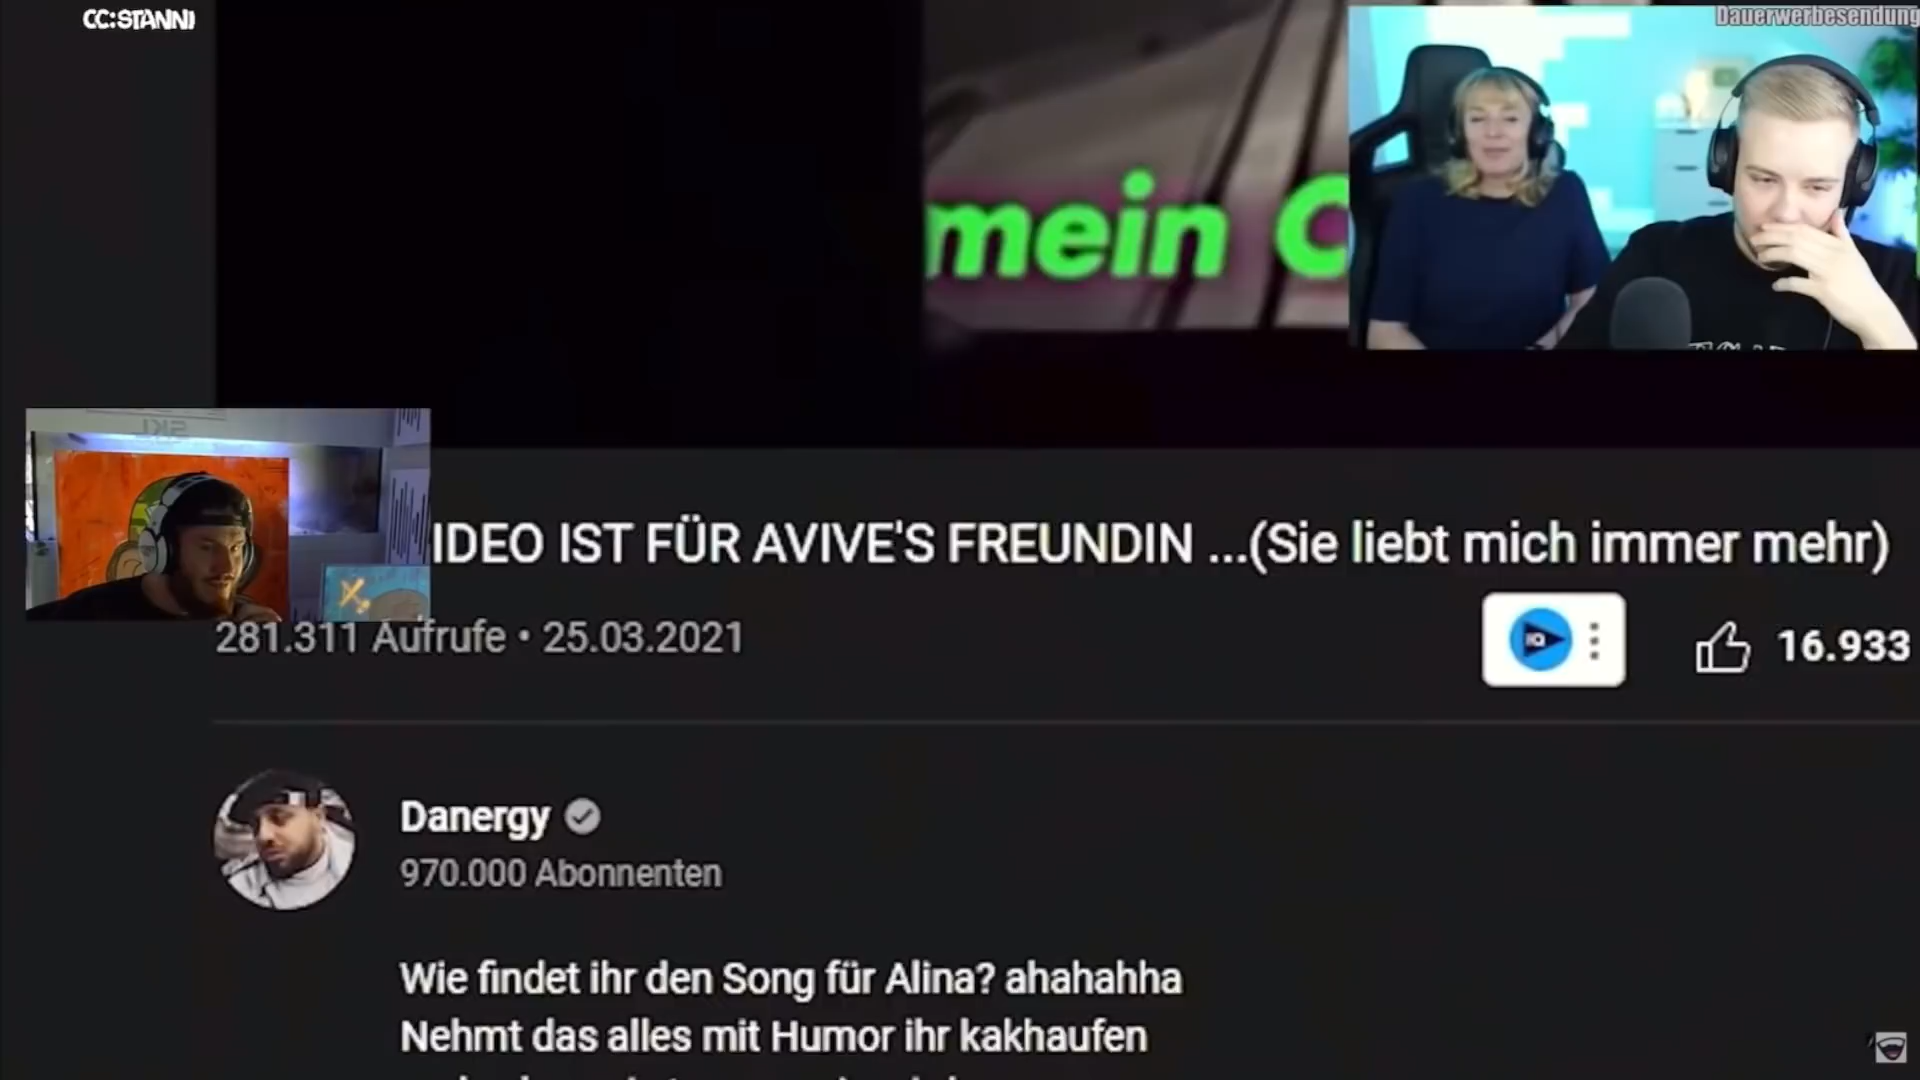 CC:STANNI
Dauerwerbesendung
mein
IDEO IST FÜR AVIVE'S FREUNDIN ...(Sie liebt mich immer mehr)
281.311 Aufrufe • 25.03.2021
IQ
16.933
Danergy
970.000 Abonnenten
Wie findet ihr den Song für Alina? ahahahha
Nehmt das alles mit Humor ihr kakhaufen